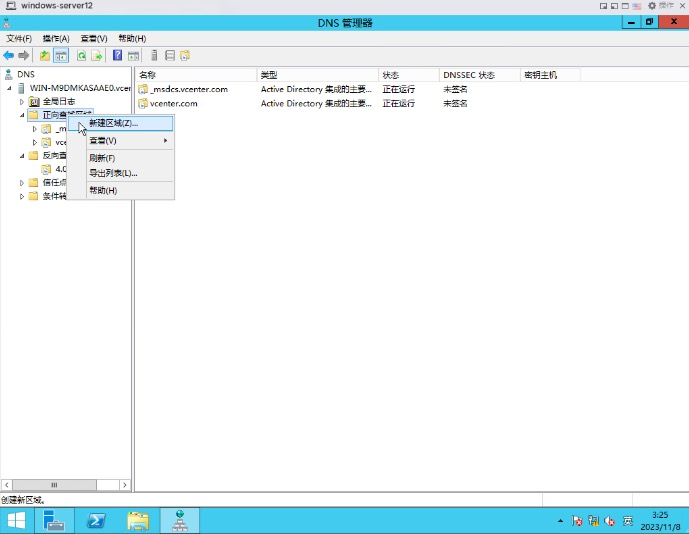 windows-server12
操作
DNS 管理器
文件(F) 操作(A) 查看(V) 帮助(H)
DNS
WIN-M9DMKASAAE0.vcer
全局日志
正向查找区域
_m
vce
反向查
4.0
信任点
条件转
新建区域(Z)...
查看(V)
刷新(F)
导出列表(L)...
帮助(H)
名称 类型 状态 DNSSEC 状态 密钥主机
_msdcs.vcenter.com Active Directory 集成的主要... 正在运行 未签名
vcenter.com Active Directory 集成的主要... 正在运行 未签名
创建新区域。
英
3:25
2023/11/8